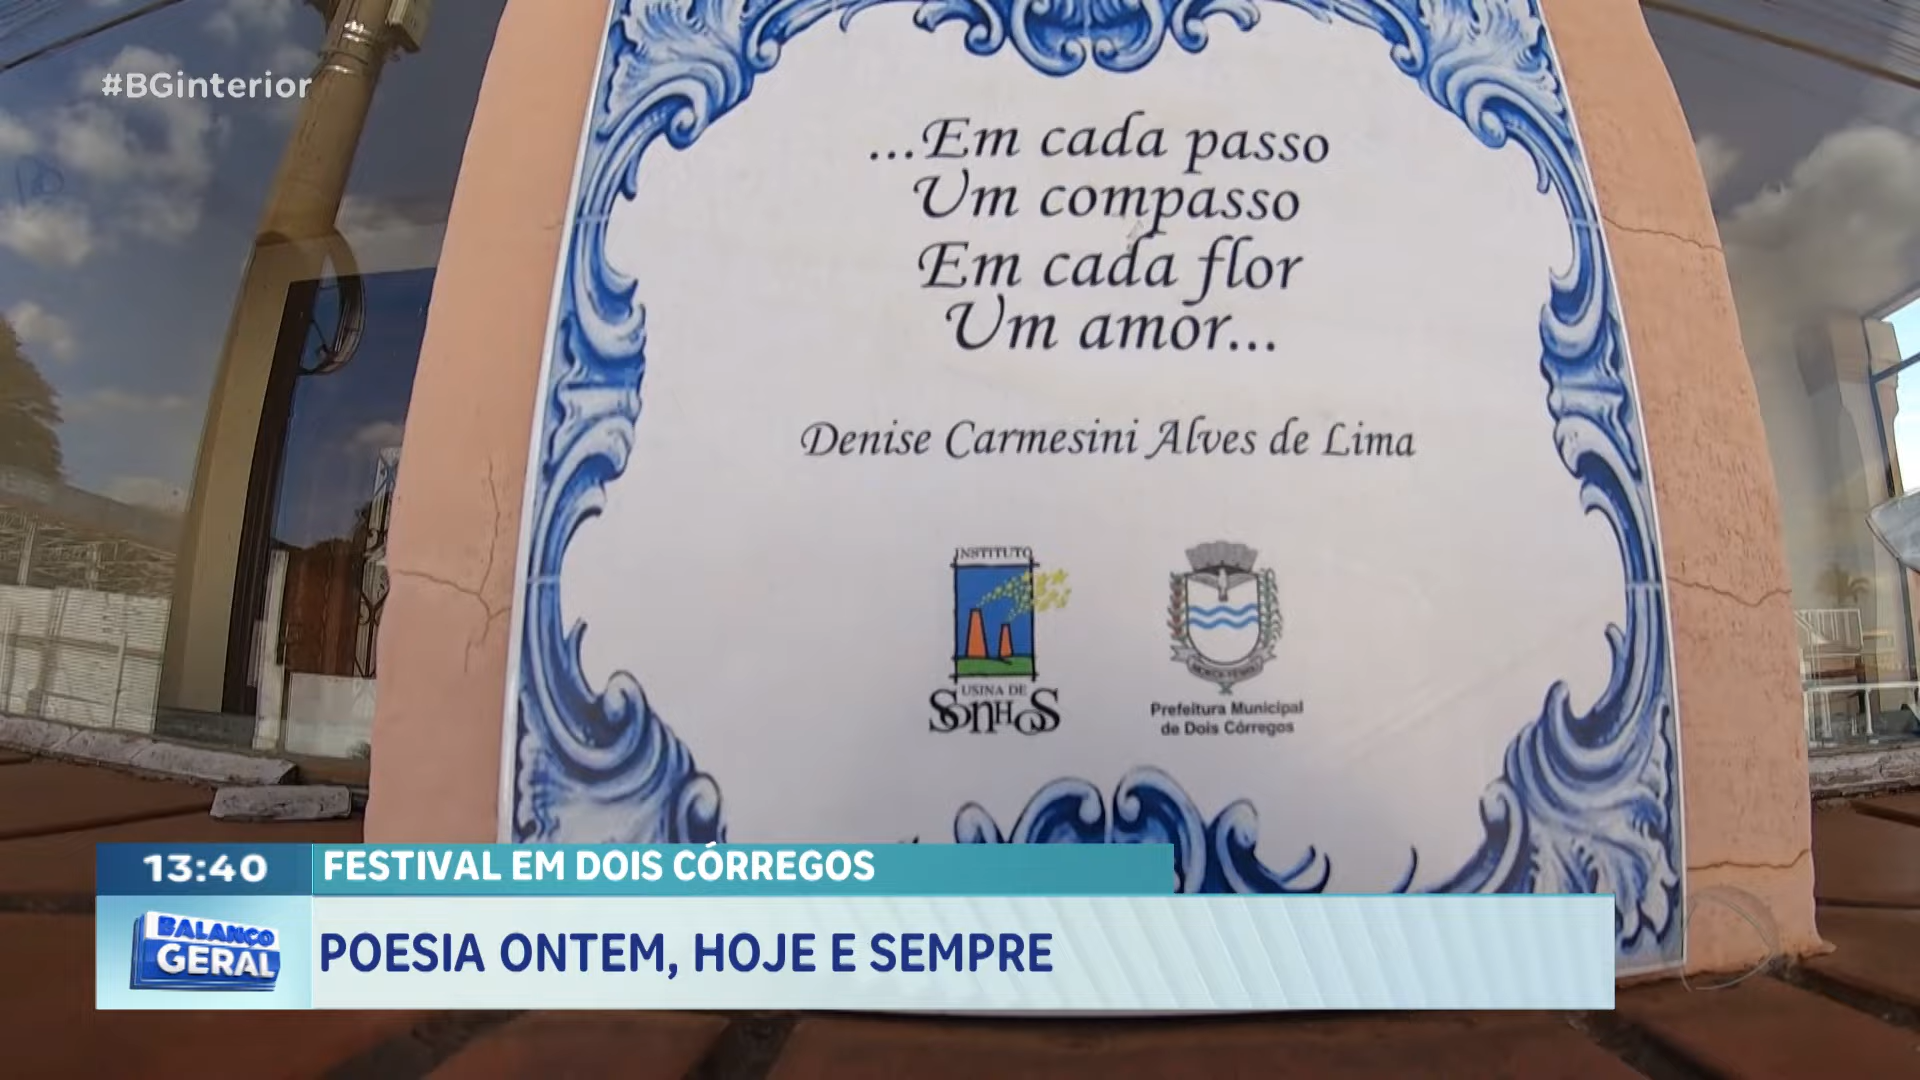 #BGinterior
...Em cada passo
Um compasso
Em cada flor
Um amor...
Denise Carmesini Alves de Lima
INSTITUTO
USINA DE
SONHOS
Prefeitura Municipal
de Dois Córregos
13:40
FESTIVAL EM DOIS CÓRREGOS
BALANÇO
GERAL
POESIA ONTEM, HOJE E SEMPRE